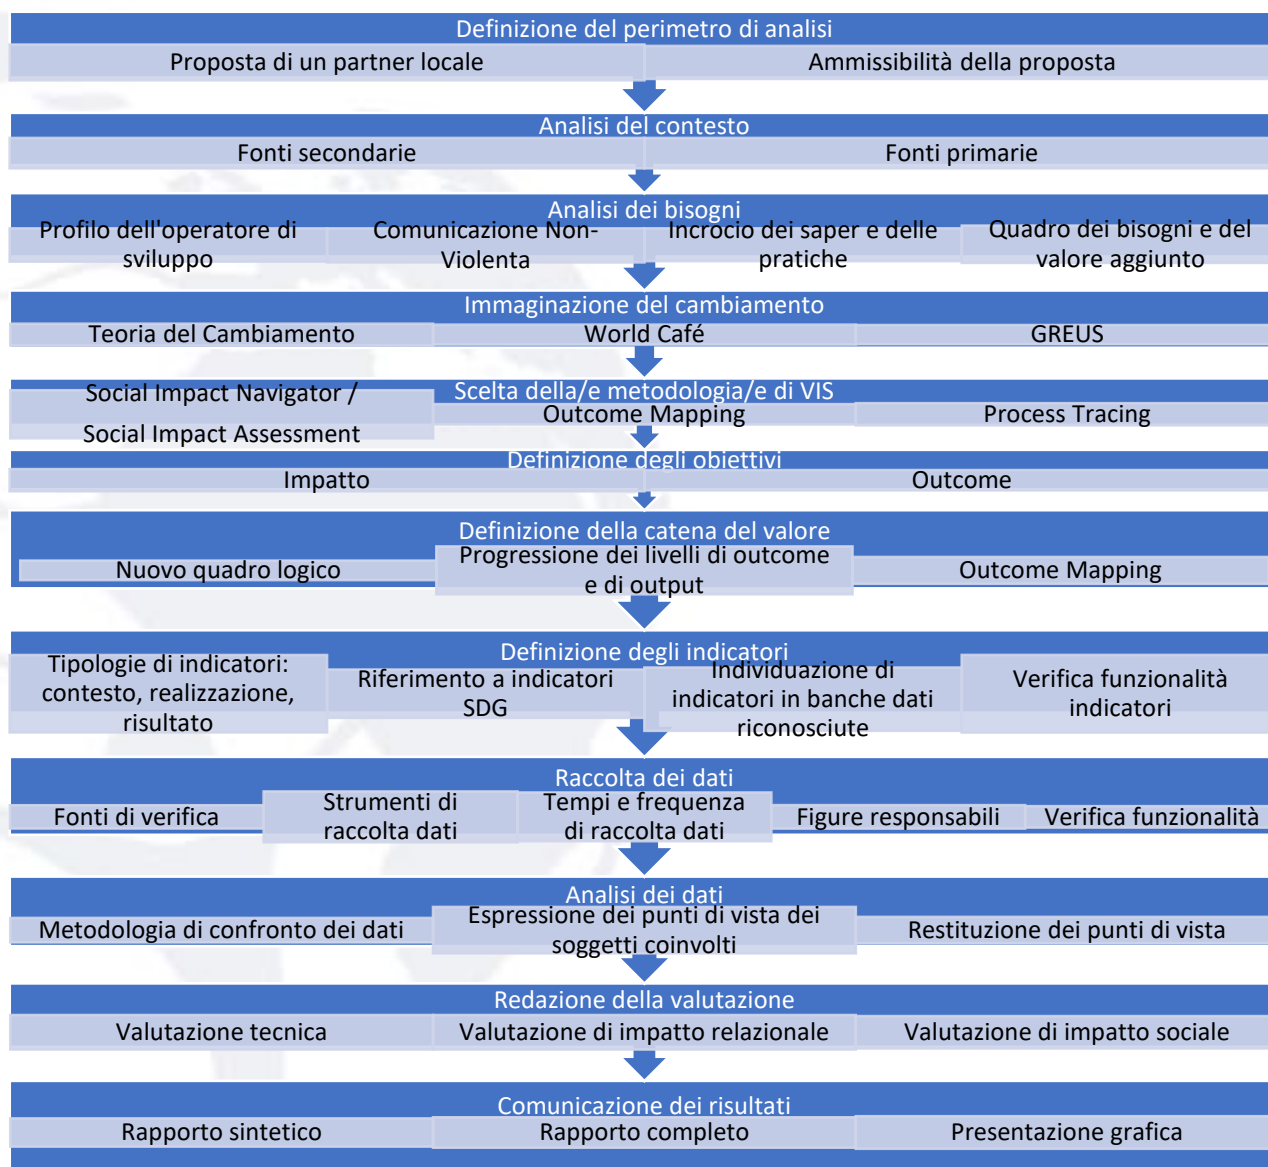 Definizione del perimetro di analisi
Proposta di un partner locale
Ammissibilità della proposta
Analisi del contesto
Fonti secondarie
Fonti primarie
Analisi dei bisogni
Profilo dell'operatore di
sviluppo
Comunicazione Non-
Violenta
Incrocio dei saper e delle
pratiche
Quadro dei bisogni e del
valore aggiunto
Immaginazione del cambiamento
Teoria del Cambiamento
World Café
GREUS
Scelta della/e metodologia/e di VIS
Social Impact Navigator /
Social Impact Assessment
Outcome Mapping
Process Tracing
Definizione degli obiettivi
Impatto
Outcome
Definizione della catena del valore
Nuovo quadro logico
Progressione dei livelli di outcome
e di output
Outcome Mapping
Definizione degli indicatori
Tipologie di indicatori:
contesto, realizzazione,
risultato
Riferimento a indicatori
SDG
Individuazione di
indicatori in banche dati
riconosciute
Verifica funzionalità
indicatori
Raccolta dei dati
Fonti di verifica
Strumenti di
raccolta dati
Tempi e frequenza
di raccolta dati
Figure responsabili
Verifica funzionalità
Analisi dei dati
Metodologia di confronto dei dati
Espressione dei punti di vista dei
soggetti coinvolti
Restituzione dei punti di vista
Redazione della valutazione
Valutazione tecnica
Valutazione di impatto relazionale
Valutazione di impatto sociale
Comunicazione dei risultati
Rapporto sintetico
Rapporto completo
Presentazione grafica